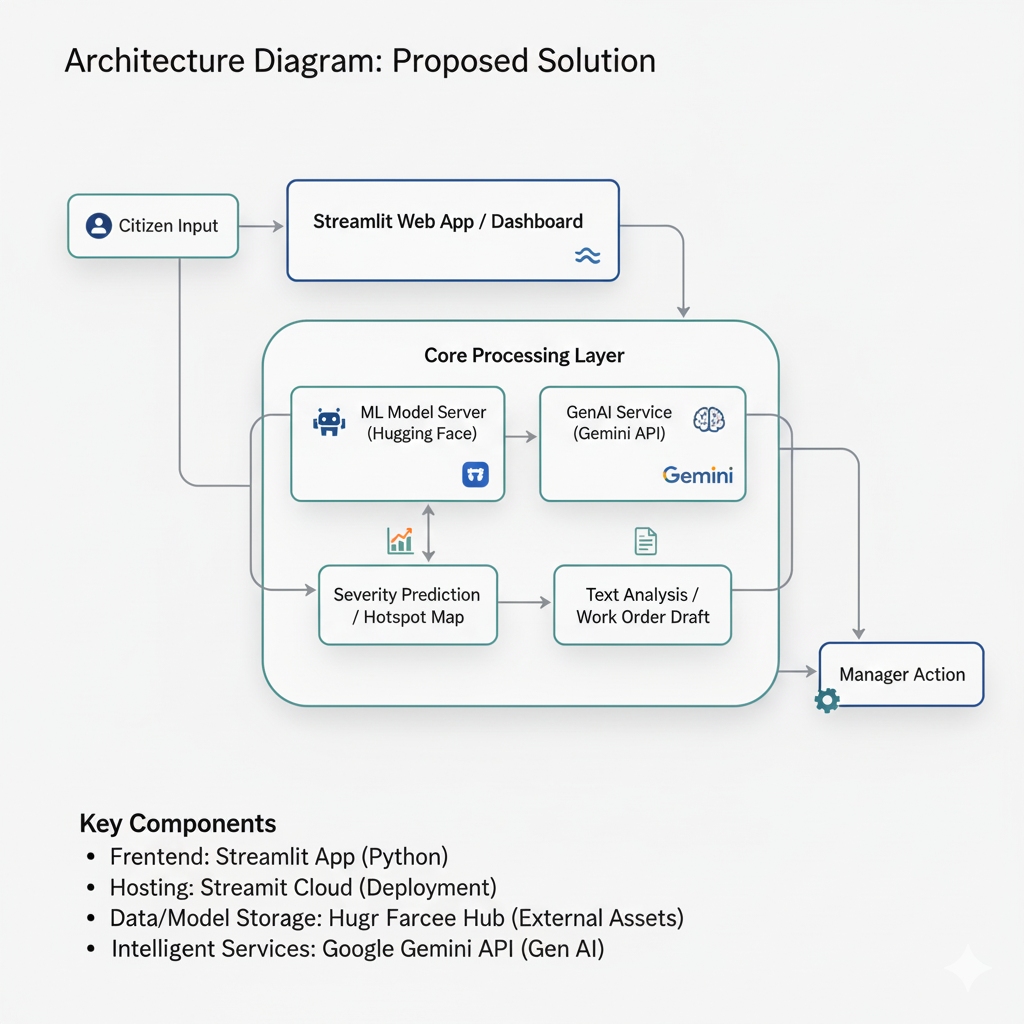 Architecture Diagram: Proposed Solution
Citizen Input
Streamlit Web App / Dashboard
Core Processing Layer
ML Model Server
(Hugging Face)
GenAI Service
(Gemini API)
Gemini
Severity Prediction
/ Hotspot Map
Text Analysis /
Work Order Draft
Manager Action
Key Components
• Frentend: Streamlit App (Python)
• Hosting: Streamit Cloud (Deployment)
• Data/Model Storage: Hugr Farcee Hub (External Assets)
• Intelligent Services: Google Gemini API (Gen AI)